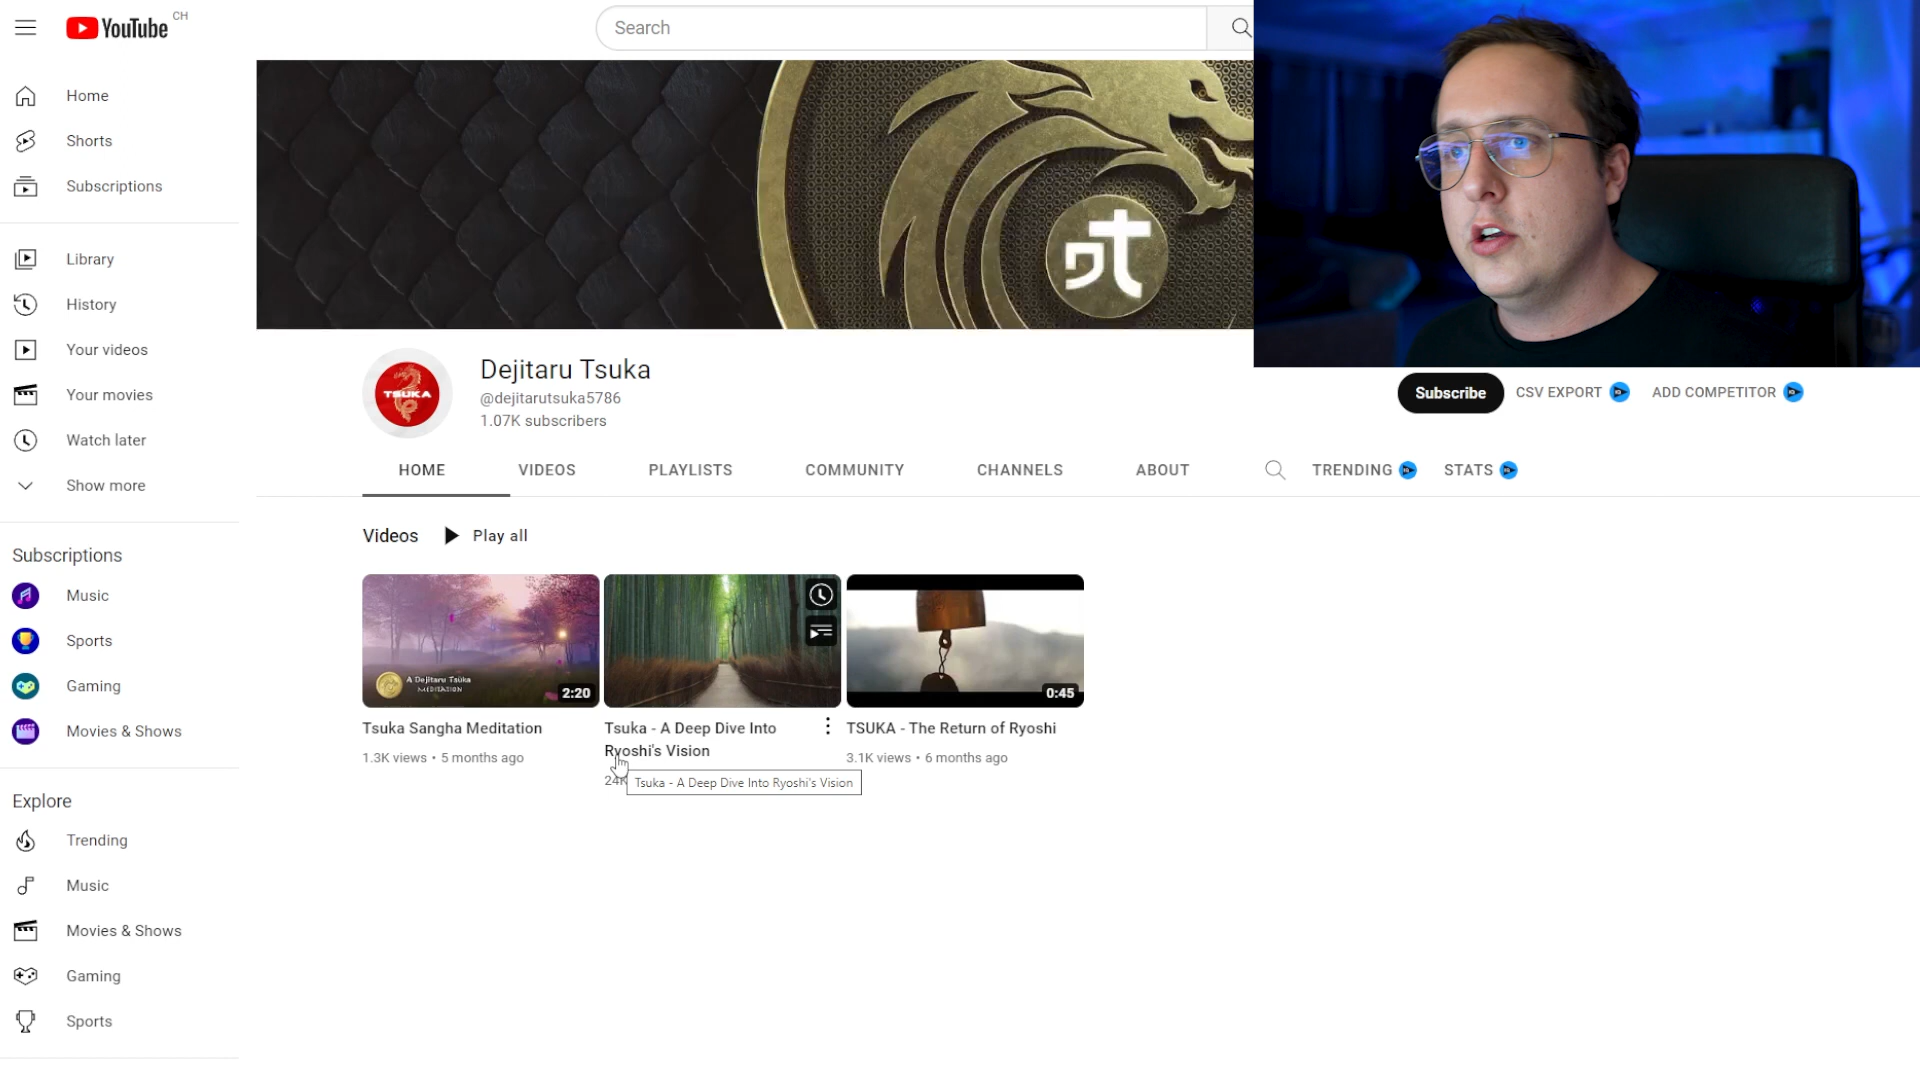 YouTube CH
Search
Home
Shorts
Subscriptions
Library
History
Your videos
Your movies
Watch later
Show more
Subscriptions
Music
Sports
Gaming
Movies & Shows
Explore
Trending
Music
Movies & Shows
Gaming
Sports
TSUKA
Dejitaru Tsuka
@dejitarutsuka5786
1.07K subscribers
Subscribe
CSV EXPORT
ADD COMPETITOR
HOME
VIDEOS
PLAYLISTS
COMMUNITY
CHANNELS
ABOUT
TRENDING
STATS
Videos
Play all
A Dejitaru Tsūka
MEDITATION
2:20
Tsuka Sangha Meditation
1.3K views • 5 months ago
Tsuka - A Deep Dive Into
Ryoshi's Vision
24K
Tsuka - A Deep Dive Into Ryoshi's Vision
0:45
TSUKA - The Return of Ryoshi
3.1K views • 6 months ago